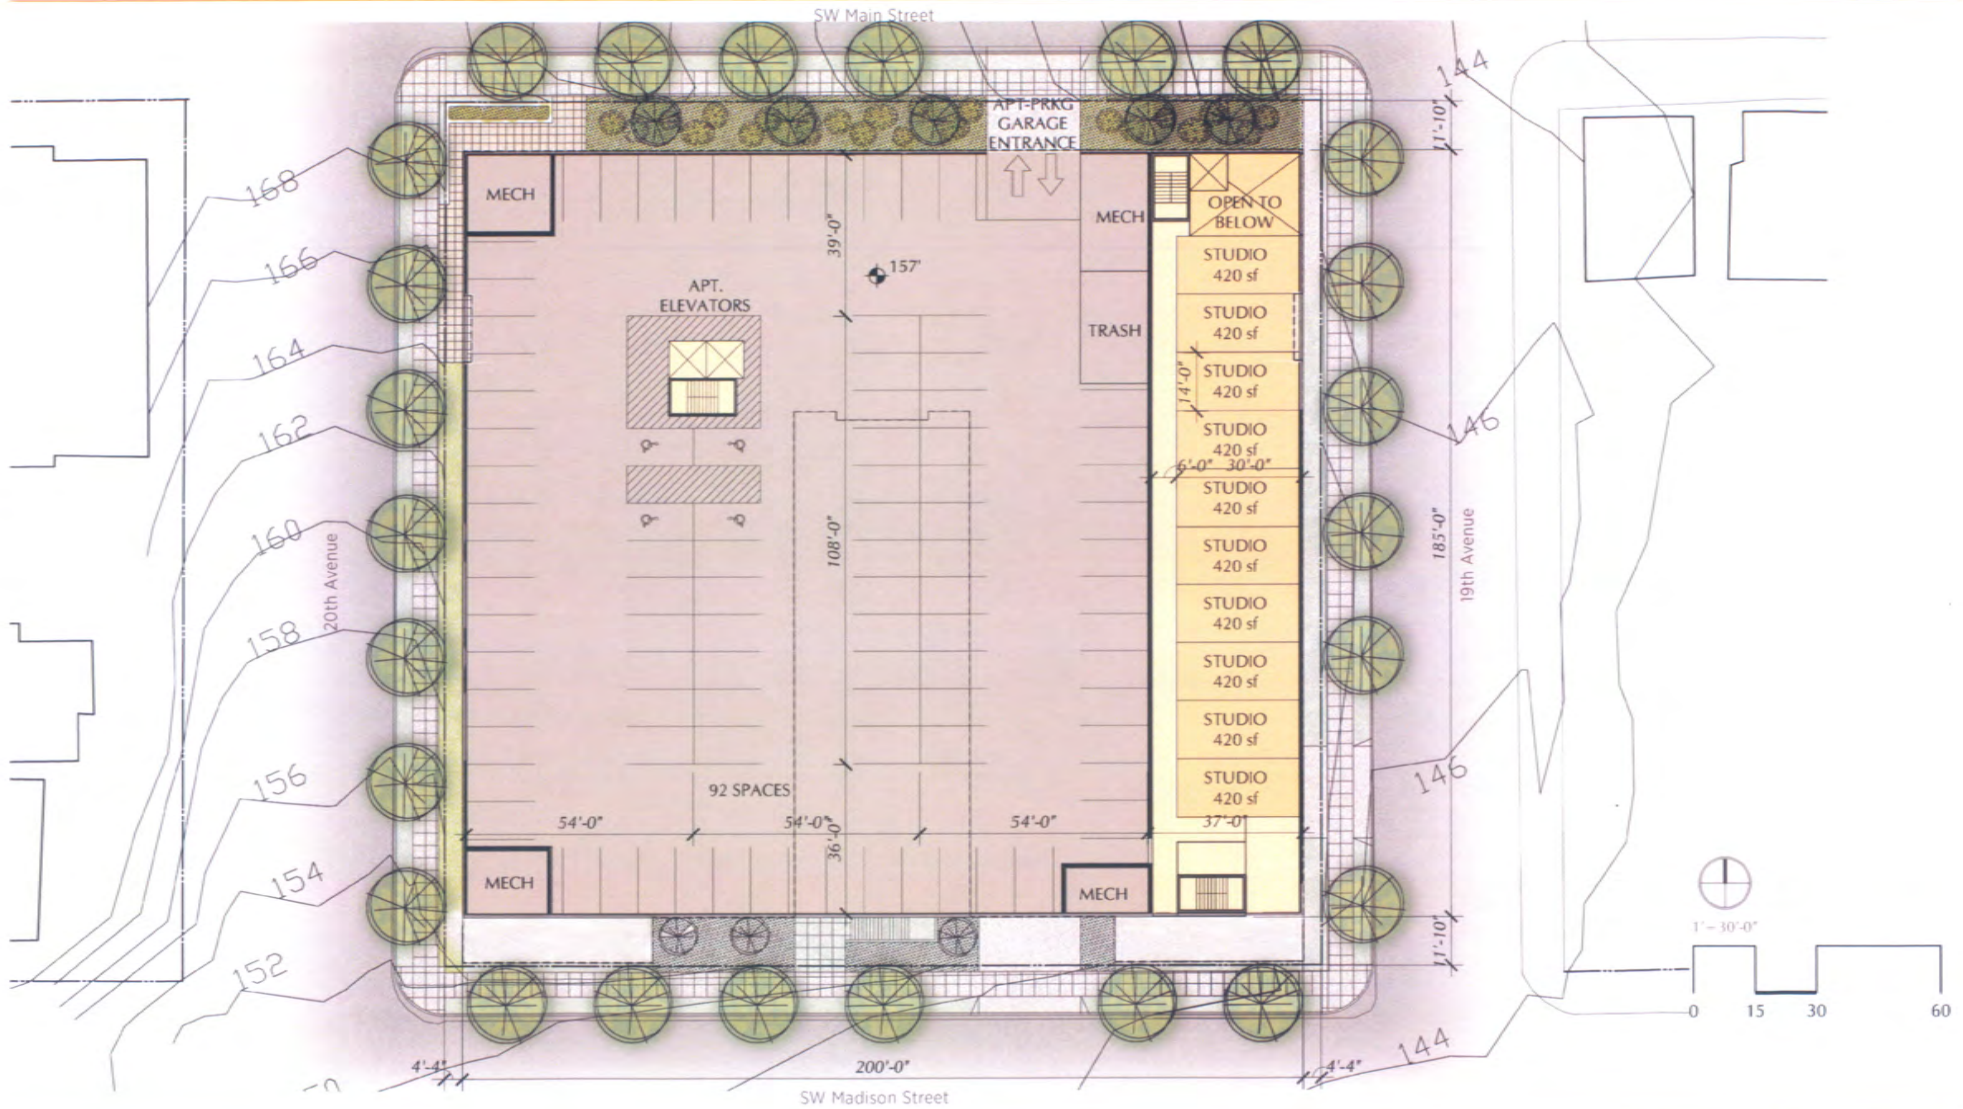 SW Main Street
144
168
166
164
162
160
158
156
154
152
20th Avenue
APT-PRKG
GARAGE
ENTRANCE
MECH
39'-0"
157'
APT.
ELEVATORS
MECH
TRASH
OPEN TO
BELOW
STUDIO
420 sf
STUDIO
420 sf
STUDIO
420 sf
14'-0"
STUDIO
420 sf
6'-0"
30'-0"
STUDIO
420 sf
STUDIO
420 sf
STUDIO
420 sf
STUDIO
420 sf
STUDIO
420 sf
STUDIO
420 sf
108'-0"
92 SPACES
54'-0"
54'-0"
54'-0"
37'-0"
36'-0"
MECH
MECH
11'-10"
146
185'-0"
19th Avenue
146
11'-10"
144
1"=30'-0"
0
15
30
60
4'-4"
200'-0"
4'-4"
SW Madison Street